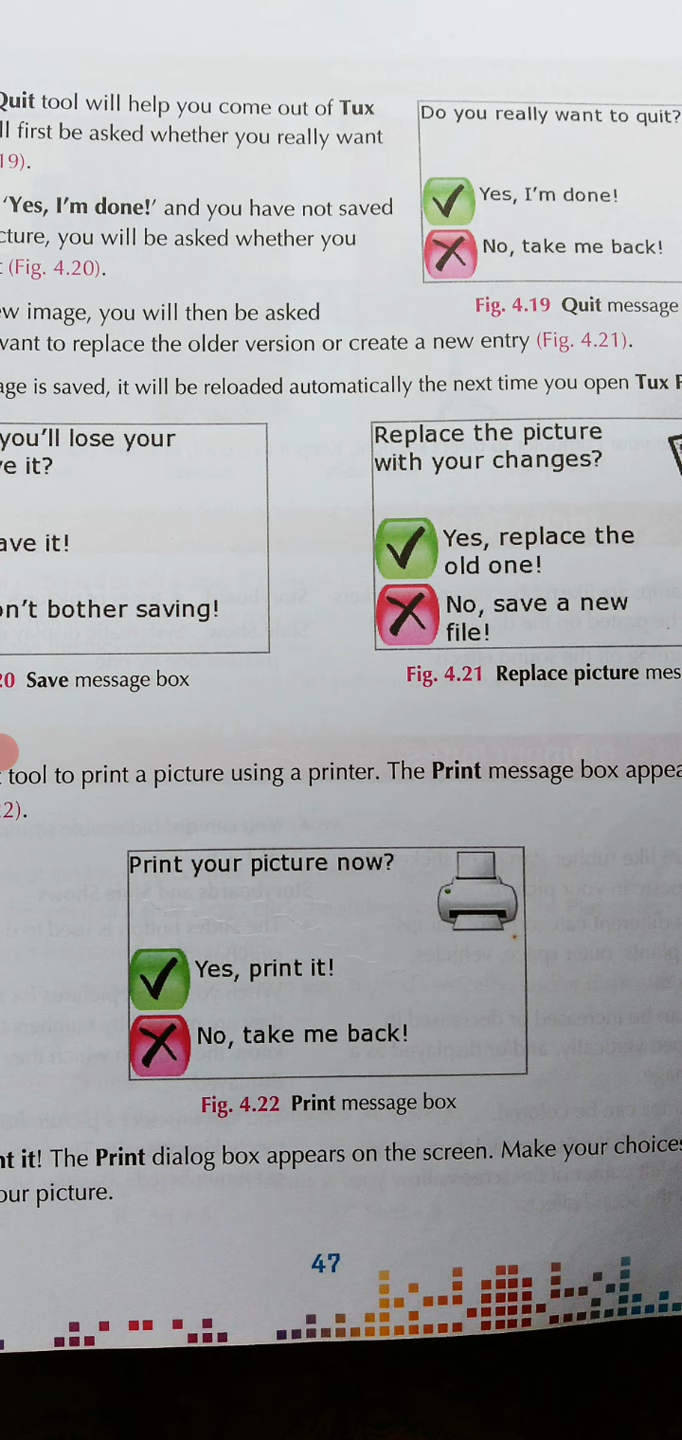 Quit tool will help you come out of Tux
ll first be asked whether you really want
19).
'Yes, I'm done!' and you have not saved
cture, you will be asked whether you
(Fig. 4.20).
w image, you will then be asked
want to replace the older version or create a new entry (Fig. 4.21).
age is saved, it will be reloaded automatically the next time you open Tux P
Do you really want to quit?
Yes, I'm done!
No, take me back!
Fig. 4.19 Quit message
you'll lose your
e it?
ave it!
n't bother saving!
20 Save message box
Replace the picture
with your changes?
Yes, replace the
old one!
No, save a new
file!
Fig. 4.21 Replace picture mes
tool to print a picture using a printer. The Print message box appea
2).
Print your picture now?
Yes, print it!
No, take me back!
Fig. 4.22 Print message box
nt it! The Print dialog box appears on the screen. Make your choices
our picture.
47